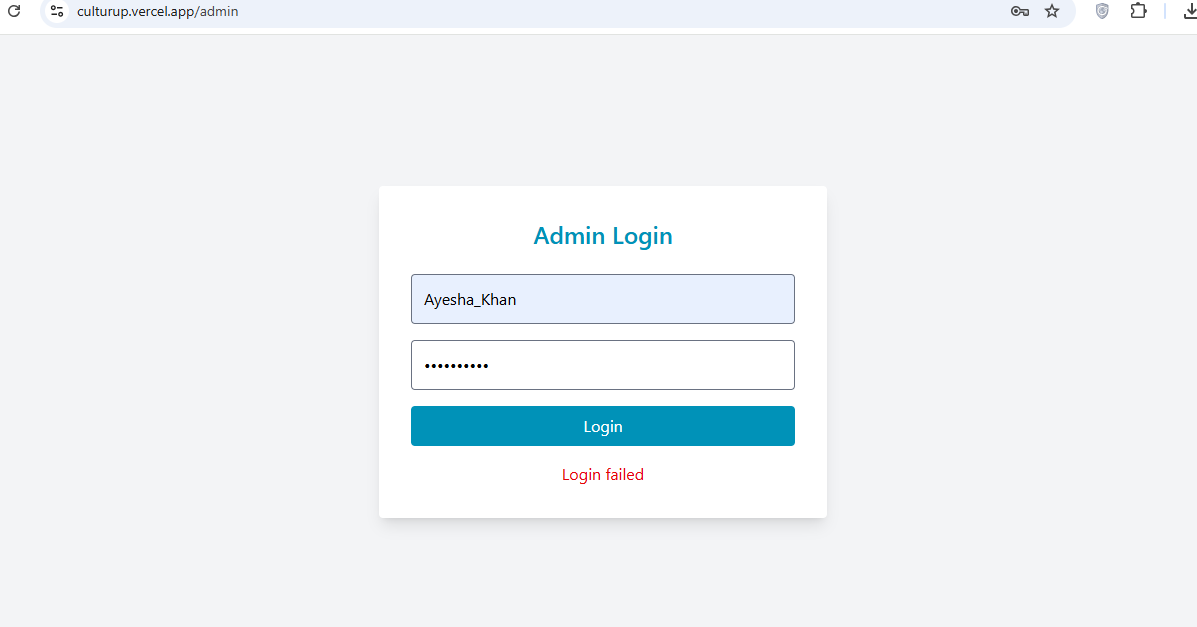 culturup.vercel.app/admin
Admin Login
Ayesha_Khan
••••••••••
Login
Login failed